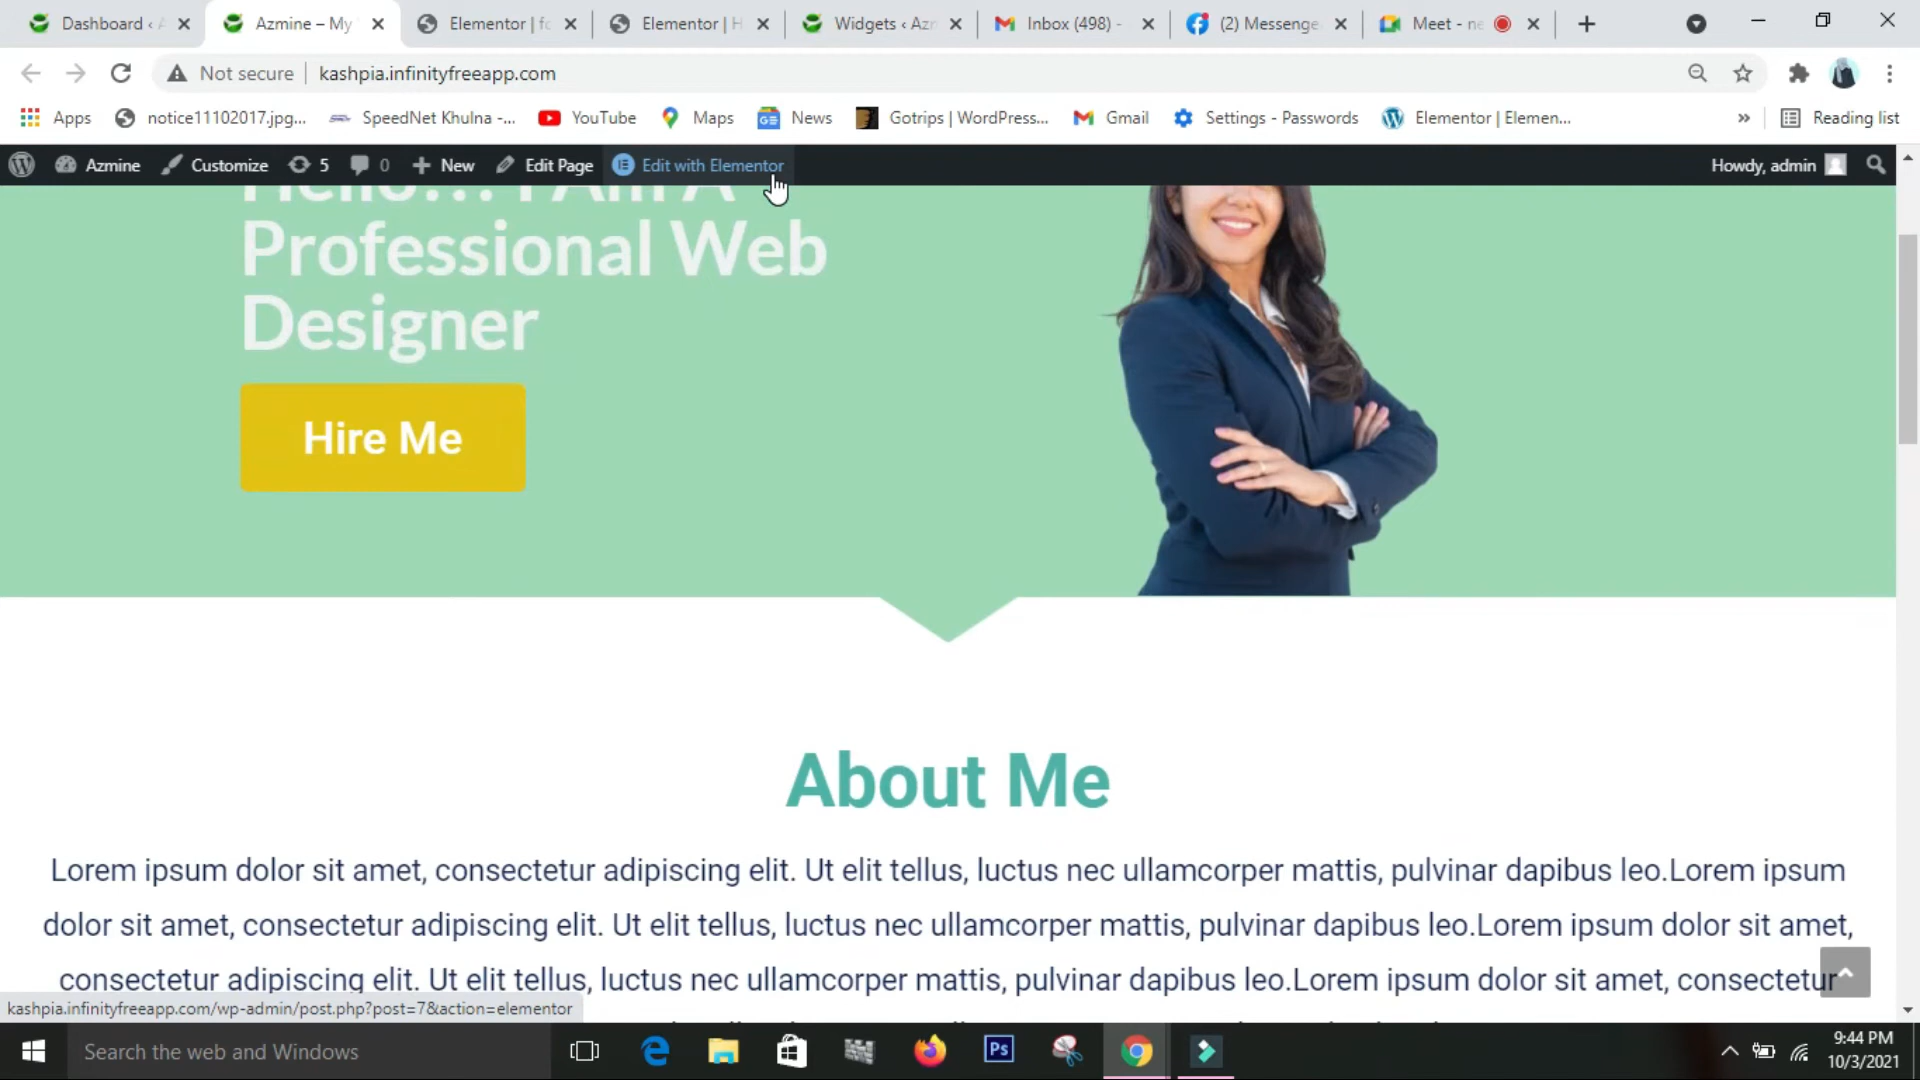 Dashboard ‹ A
Azmine – My
Elementor | fo
Elementor | H
Widgets ‹ Azn
Inbox (498) -
(2) Messenge
Meet - ne
Not secure
kashpia.infinityfreeapp.com
Apps
notice11102017.jpg...
SpeedNet Khulna -...
YouTube
Maps
News
Gotrips | WordPress...
Gmail
Settings - Passwords
Elementor | Elemen...
»
Reading list
Azmine
Customize
5
0
New
Edit Page
Edit with Elementor
Howdy, admin
Hello... I Am A
Professional Web
Designer
Hire Me
About Me
Lorem ipsum dolor sit amet, consectetur adipiscing elit. Ut elit tellus, luctus nec ullamcorper mattis, pulvinar dapibus leo.Lorem ipsum
dolor sit amet, consectetur adipiscing elit. Ut elit tellus, luctus nec ullamcorper mattis, pulvinar dapibus leo.Lorem ipsum dolor sit amet,
consectetur adipiscing elit. Ut elit tellus, luctus nec ullamcorper mattis, pulvinar dapibus leo.Lorem ipsum dolor sit amet, consectetur
kashpia.infinityfreeapp.com/wp-admin/post.php?post=7&action=elementor
Search the web and Windows
Ps
9:44 PM
10/3/2021